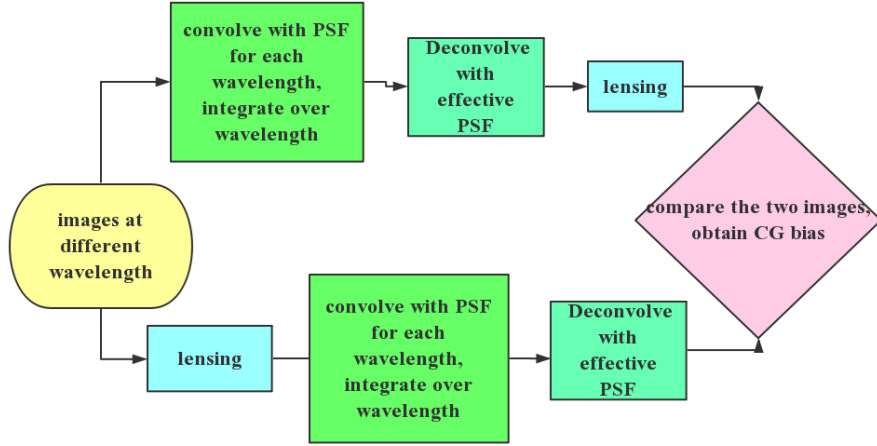 convolve with PSF
for each
wavelength,
integrate over
wavelength
Deconvolve
with
effective
PSF
lensing
images at
different
wavelength
compare the two images,
obtain CG bias
lensing
convolve with PSF
for each
wavelength,
integrate over
wavelength
Deconvolve
with
effective
PSF